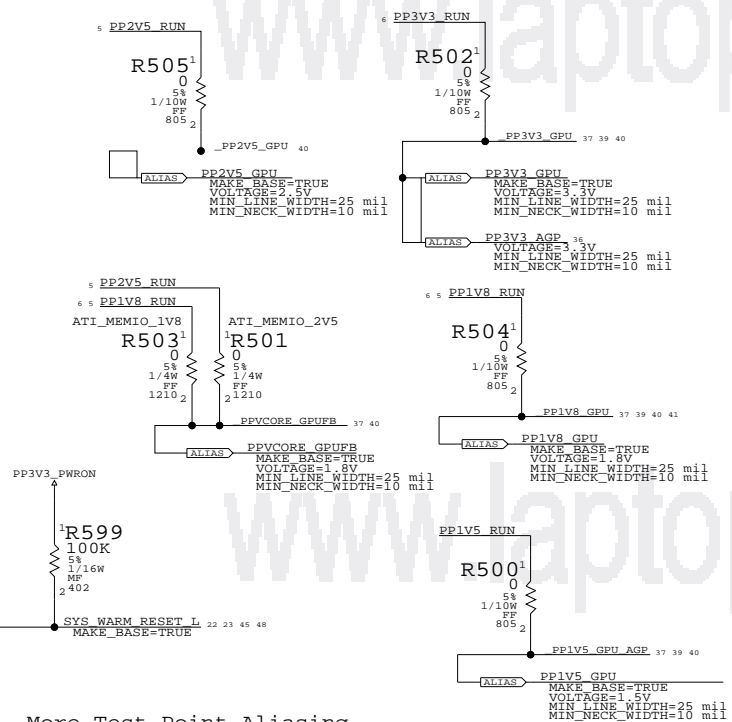 5 PP2V5_RUN
R505 1
0
5%
1/10W
FF
805 2
_PP2V5_GPU 40
ALIAS PP2V5_GPU
MAKE_BASE=TRUE
VOLTAGE=2.5V
MIN_LINE_WIDTH=25 mil
MIN_NECK_WIDTH=10 mil
6 PP3V3_RUN
R502 1
0
5%
1/10W
FF
805 2
_PP3V3_GPU 37 39 40
ALIAS PP3V3_GPU
MAKE_BASE=TRUE
VOLTAGE=3.3V
MIN_LINE_WIDTH=25 mil
MIN_NECK_WIDTH=10 mil
ALIAS PP3V3_AGP 36
VOLTAGE=3.3V
MIN_LINE_WIDTH=25 mil
MIN_NECK_WIDTH=10 mil
5 PP2V5_RUN
6 5 PP1V8_RUN
ATI_MEMIO_1V8 ATI_MEMIO_2V5
R503 1
0
5%
1/4W
FF
1210 2
1 R501
0
5%
1/4W
FF
2 1210
_PPVCORE_GPUFB 37 40
ALIAS PPVCORE_GPUFB
MAKE_BASE=TRUE
VOLTAGE=1.8V
MIN_LINE_WIDTH=25 mil
MIN_NECK_WIDTH=10 mil
6 5 PP1V8_RUN
R504 1
0
5%
1/10W
FF
805 2
_PP1V8_GPU 37 39 40 41
ALIAS PP1V8_GPU
MAKE_BASE=TRUE
VOLTAGE=1.8V
MIN_LINE_WIDTH=25 mil
MIN_NECK_WIDTH=10 mil
PP3V3_PWRON
1 R599
100K
5%
1/16W
MF
2 402
SYS_WARM_RESET_L 22 23 45 48
MAKE_BASE=TRUE
PP1V5_RUN
R500 1
0
5%
1/10W
FF
805 2
_PP1V5_GPU_AGP 37 39 40
ALIAS PP1V5_GPU
MAKE_BASE=TRUE
VOLTAGE=1.5V
MIN_LINE_WIDTH=25 mil
MIN_NECK_WIDTH=10 mil
More Test Point Aliasing
www.lapto
www.lapto